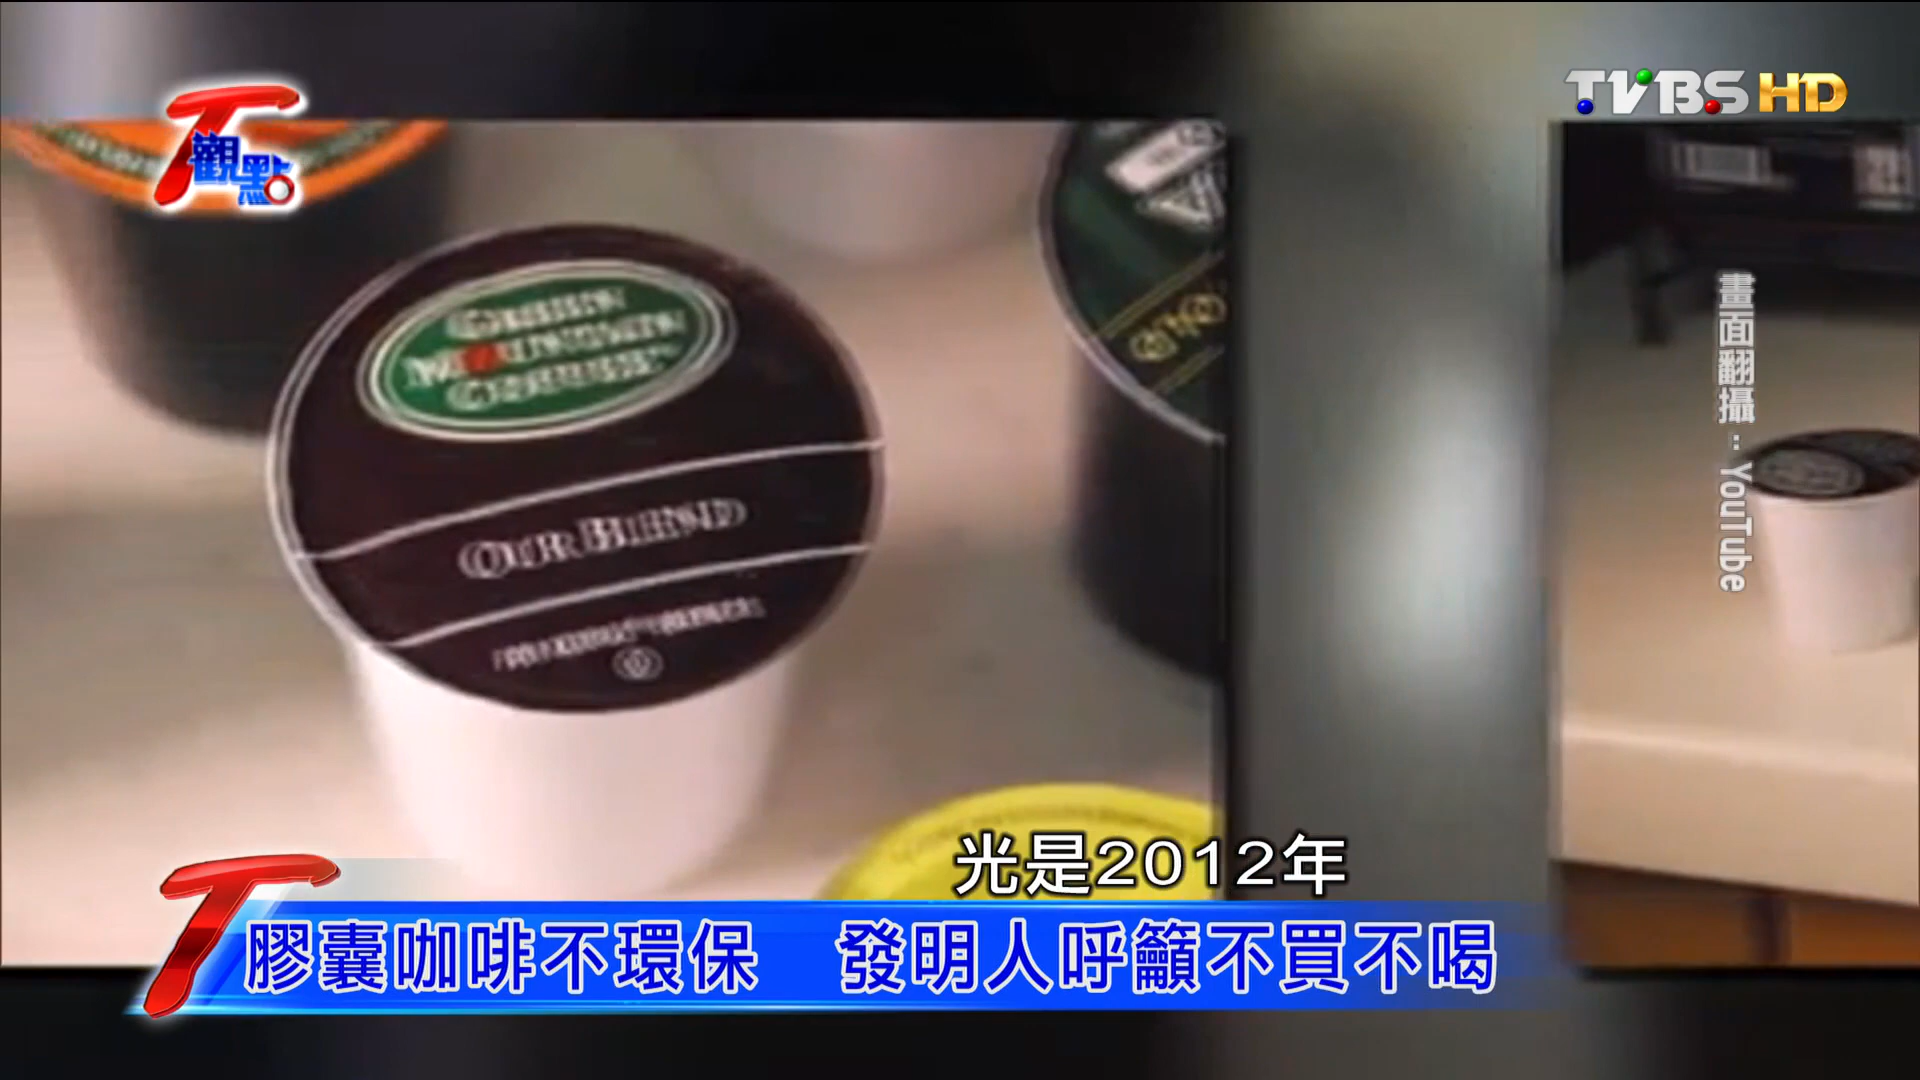 TVBS HD
T觀點
GREEN MOUNTAIN COFFEE
OUR BLEND
畫面翻攝：YouTube
光是2012年
膠囊咖啡不環保 發明人呼籲不買不喝